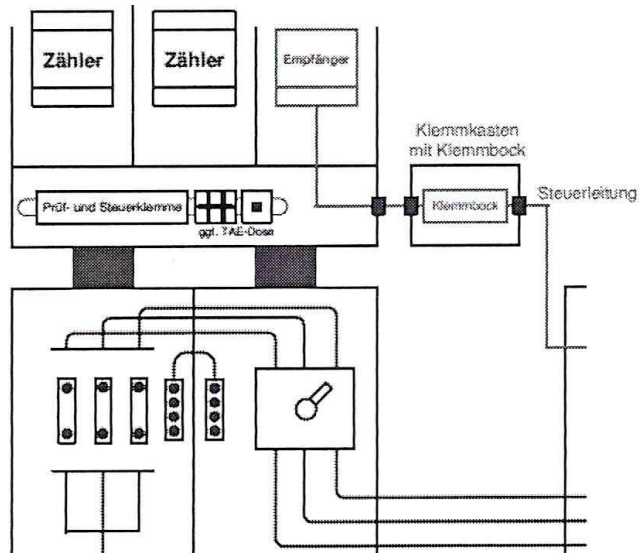 Zähler
Zähler
Empfänger
Klemmkasten
mit Klemmbock
Steuerleitung
Klemmbock
Prüf- und Steuerklemme
ggf. TAE-Dose